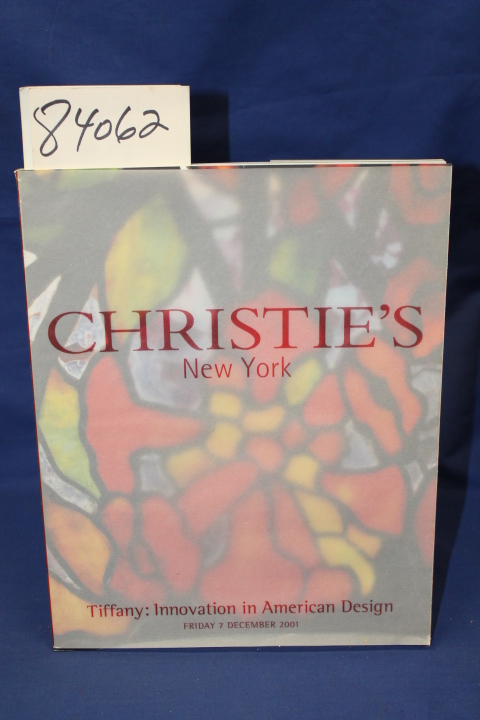 84062
CHRISTIE'S
New York
Tiffany: Innovation in American Design
FRIDAY 7 DECEMBER 2001